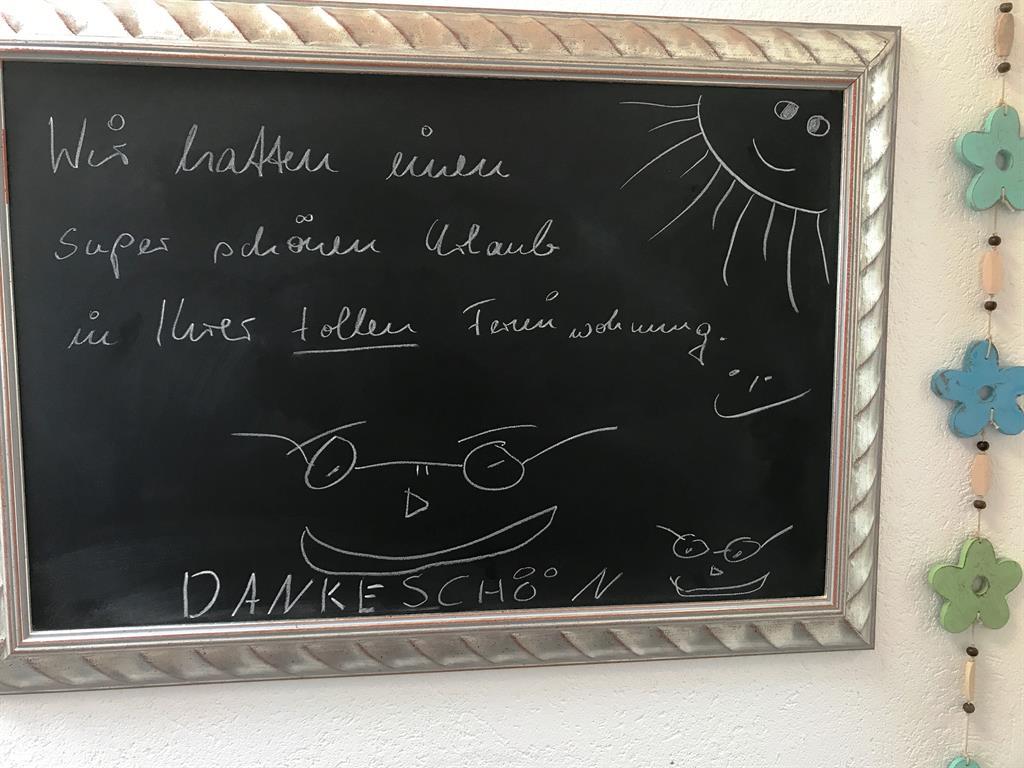 Wir hatten einen
super schönen Urlaub
in Ihrer tollen Ferienwohnung.
DANKESCHÖN